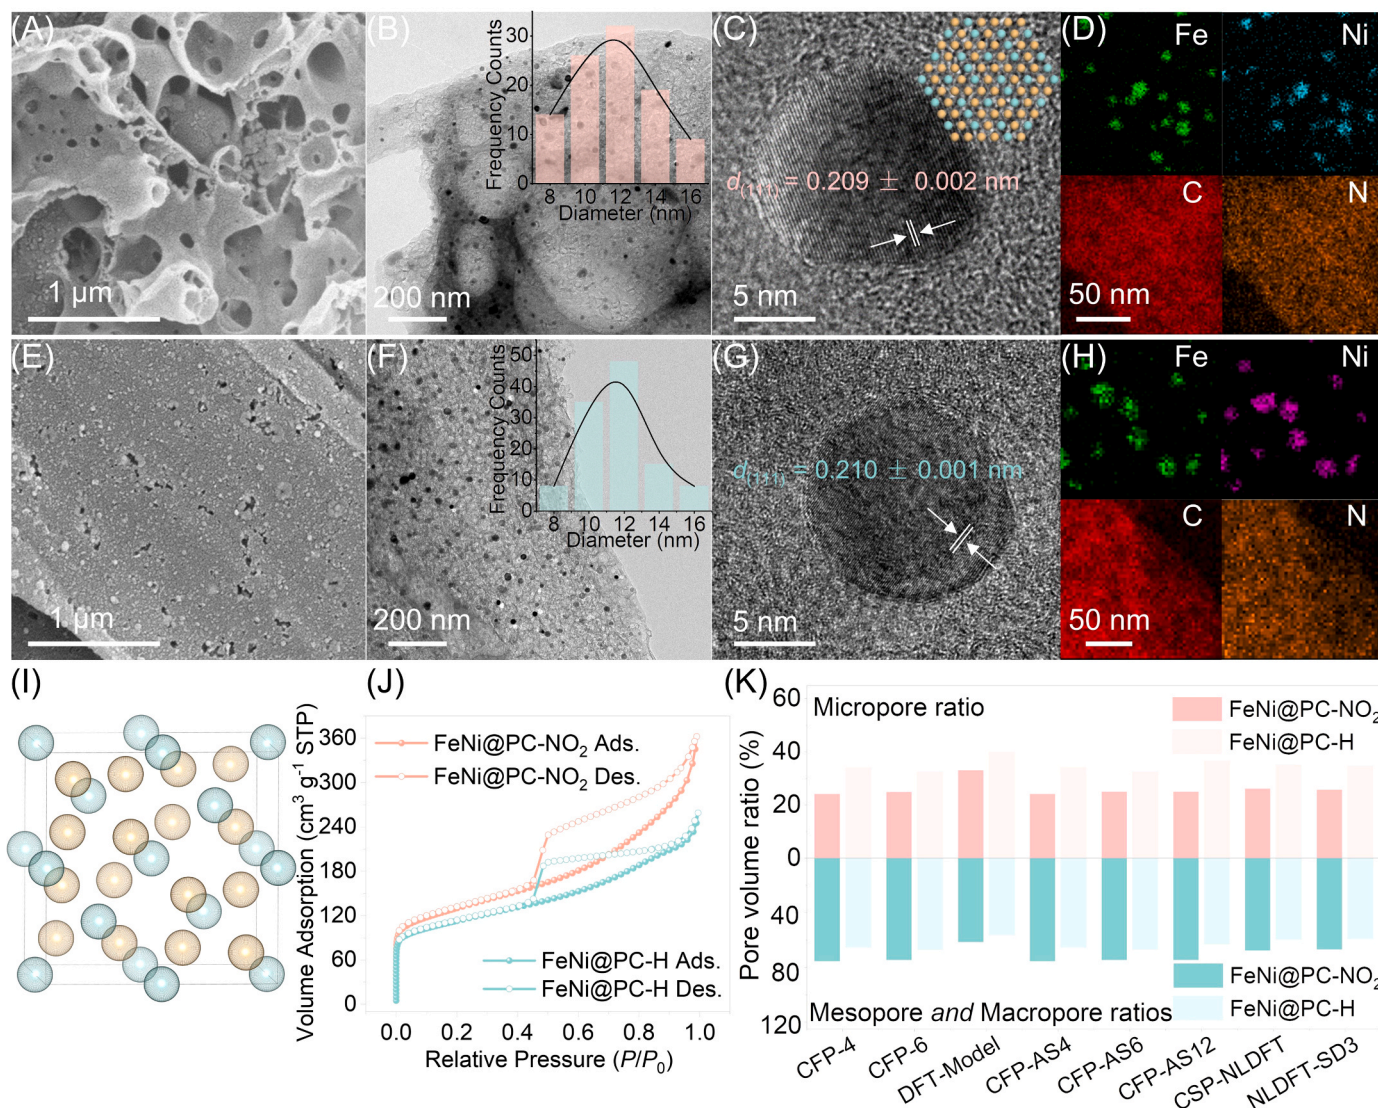 (A)
1 μm
(B)
Frequency Counts
30
20
10
0
8 10 12 14 16
Diameter (nm)
200 nm
(C)
d(111) = 0.209 ± 0.002 nm
5 nm
(D)
Fe
Ni
C
N
50 nm
(E)
1 μm
(F)
Frequency Counts
50
40
30
20
10
0
8 10 12 14 16
Diameter (nm)
200 nm
(G)
d(111) = 0.210 ± 0.001 nm
5 nm
(H)
Fe
Ni
C
N
50 nm
(I)
(J)
Volume Adsorption (cm³ g⁻¹ STP)
360
300
240
180
120
60
0
FeNi@PC-NO₂ Ads.
FeNi@PC-NO₂ Des.
FeNi@PC-H Ads.
FeNi@PC-H Des.
0.0 0.2 0.4 0.6 0.8 1.0
Relative Pressure (P/P₀)
(K)
Pore volume ratio (%)
60
40
20
0
40
80
120
Micropore ratio
FeNi@PC-NO₂
FeNi@PC-H
FeNi@PC-NO₂
FeNi@PC-H
Mesopore and Macropore ratios
CFP-4
CFP-6
DFT-Model
CFP-AS4
CFP-AS6
CFP-AS12
CSP-NLDFT
NLDFT-SD3